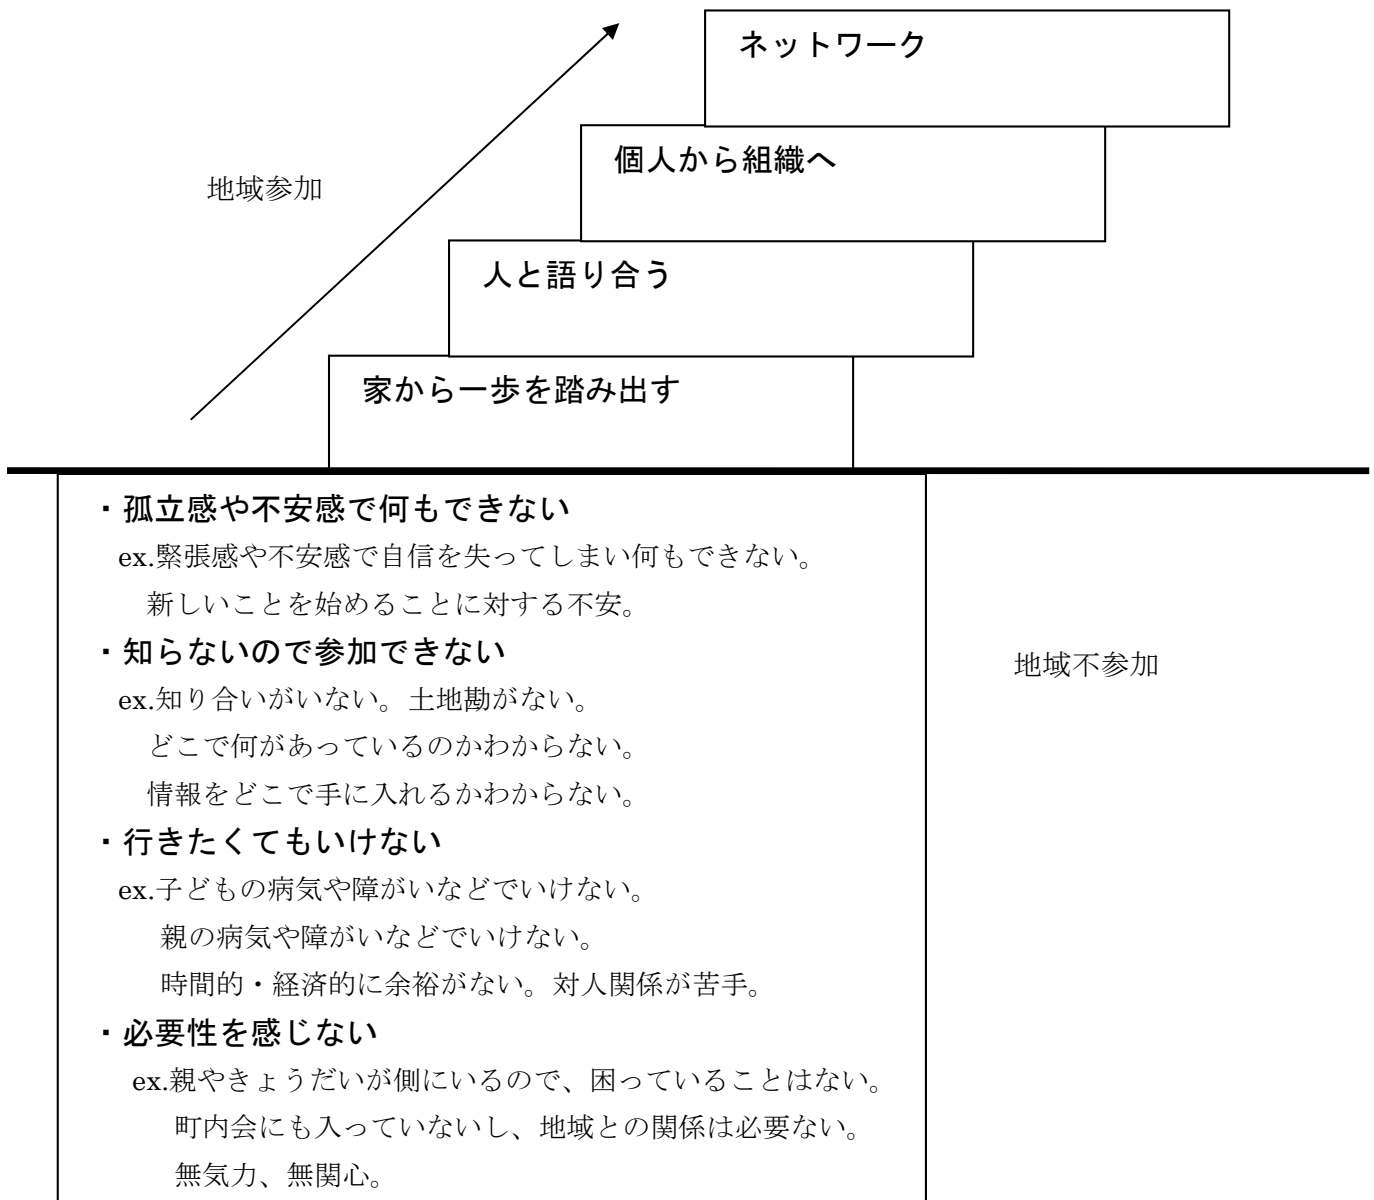 ネットワーク
個人から組織へ
地域参加
人と語り合う
家から一歩を踏み出す
・孤立感や不安感で何もできない
ex.緊張感や不安感で自信を失ってしまい何もできない。
新しいことを始めることに対する不安。
・知らないので参加できない
地域不参加
ex.知り合いがいない。土地勘がない。
どこで何があっているのかわからない。
情報をどこで手に入れるかわからない。
・行きたくてもいけない
ex.子どもの病気や障がいなどでいけない。
親の病気や障がいなどでいけない。
時間的・経済的に余裕がない。対人関係が苦手。
・必要性を感じない
ex.親やきょうだいが側にいるので、困っていることはない。
町内会にも入っていないし、地域との関係は必要ない。
無気力、無関心。